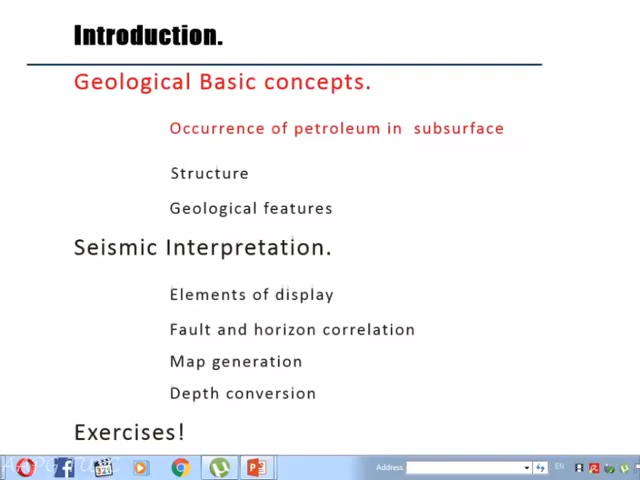 Introduction.
Geological Basic concepts.
Occurrence of petroleum in subsurface
Structure
Geological features
Seismic Interpretation.
Elements of display
Fault and horizon correlation
Map generation
Depth conversion
Exercises!
Address
EN